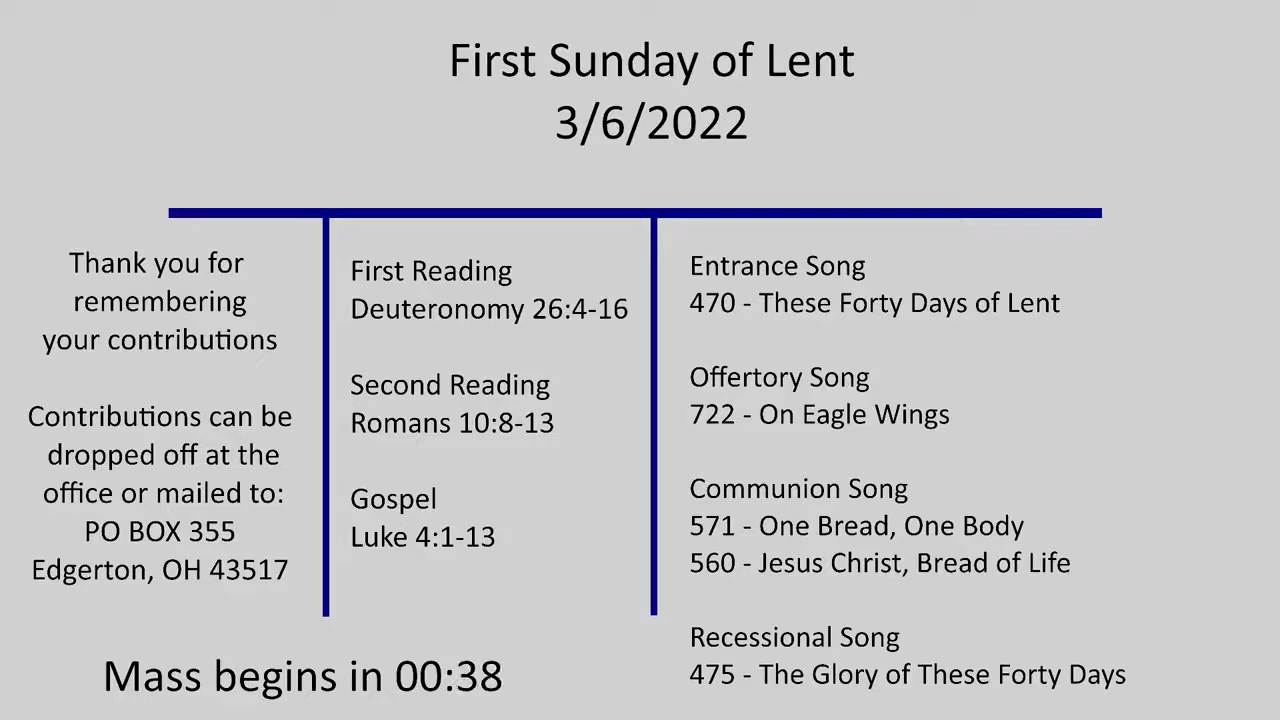 First Sunday of Lent
3/6/2022
Thank you for
remembering
your contributions
Contributions can be
dropped off at the
office or mailed to:
PO BOX 355
Edgerton, OH 43517
First Reading
Deuteronomy 26:4-16
Second Reading
Romans 10:8-13
Gospel
Luke 4:1-13
Entrance Song
470 - These Forty Days of Lent
Offertory Song
722 - On Eagle Wings
Communion Song
571 - One Bread, One Body
560 - Jesus Christ, Bread of Life
Recessional Song
475 - The Glory of These Forty Days
Mass begins in 00:38